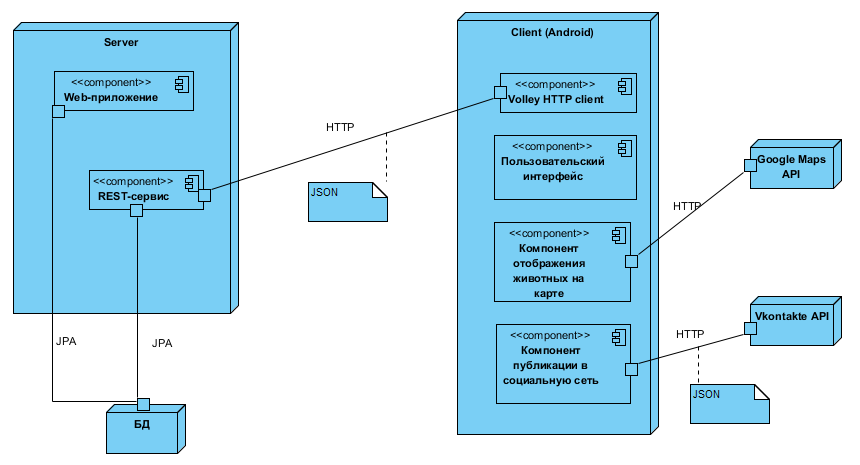 Server
<<component>>
Web-приложение
<<component>>
REST-сервис
JPA
JPA
БД
HTTP
JSON
Client (Android)
<<component>>
Volley HTTP client
<<component>>
Пользовательский
интерфейс
<<component>>
Компонент
отображения
животных на
карте
<<component>>
Компонент
публикации в
социальную сеть
HTTP
Google Maps
API
HTTP
Vkontakte API
JSON